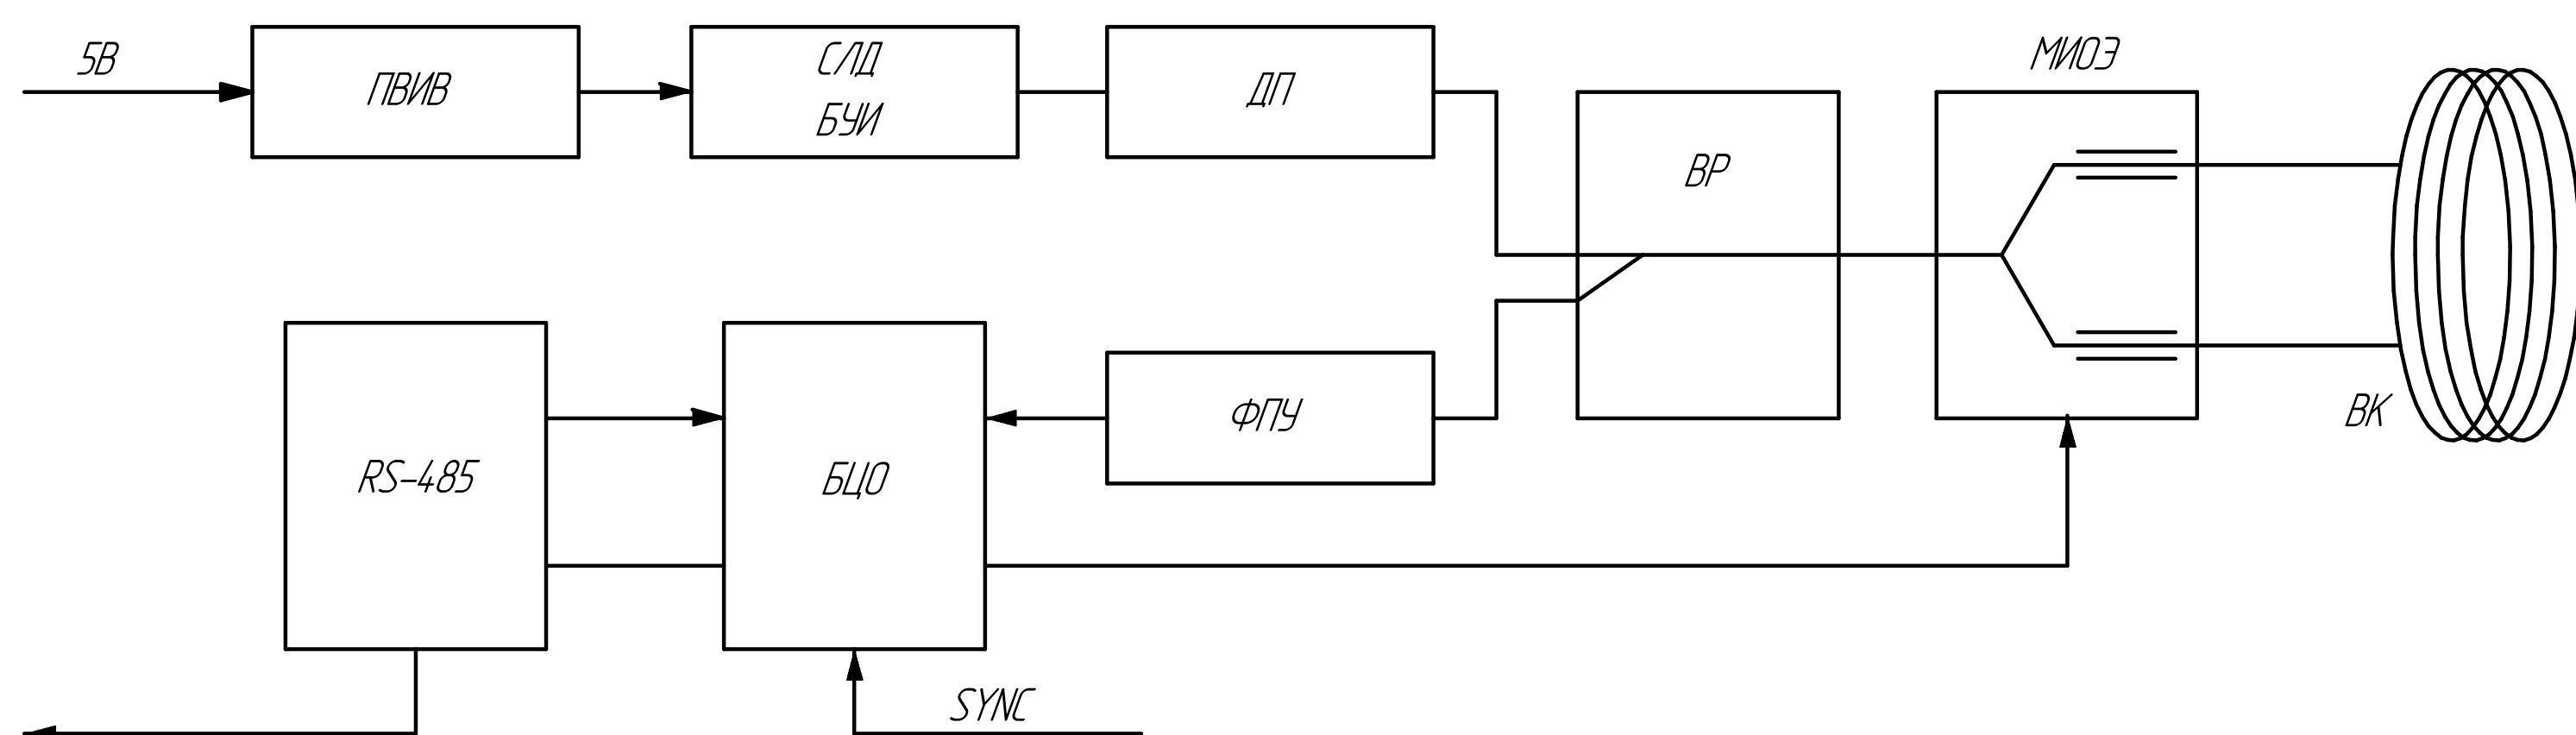 5В
ПВИВ
СЛД
БУИ
ДП
ВР
МИОЭ
ВК
RS-485
БЦО
ФПУ
SYNC